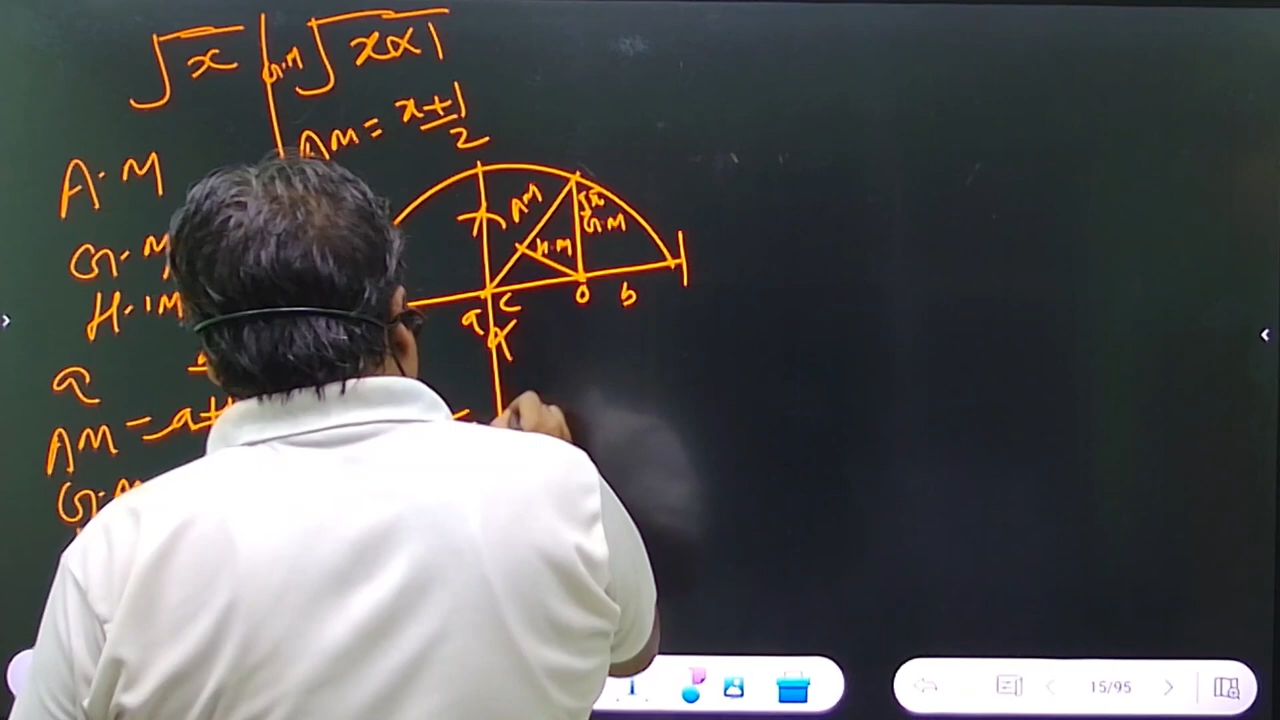 √x G.M √x×1
AM = x+1/2
A.M
G.M
H.M
a
AM = a+
G.M
AM
√x
G.M
H.M
a C O b
15/95